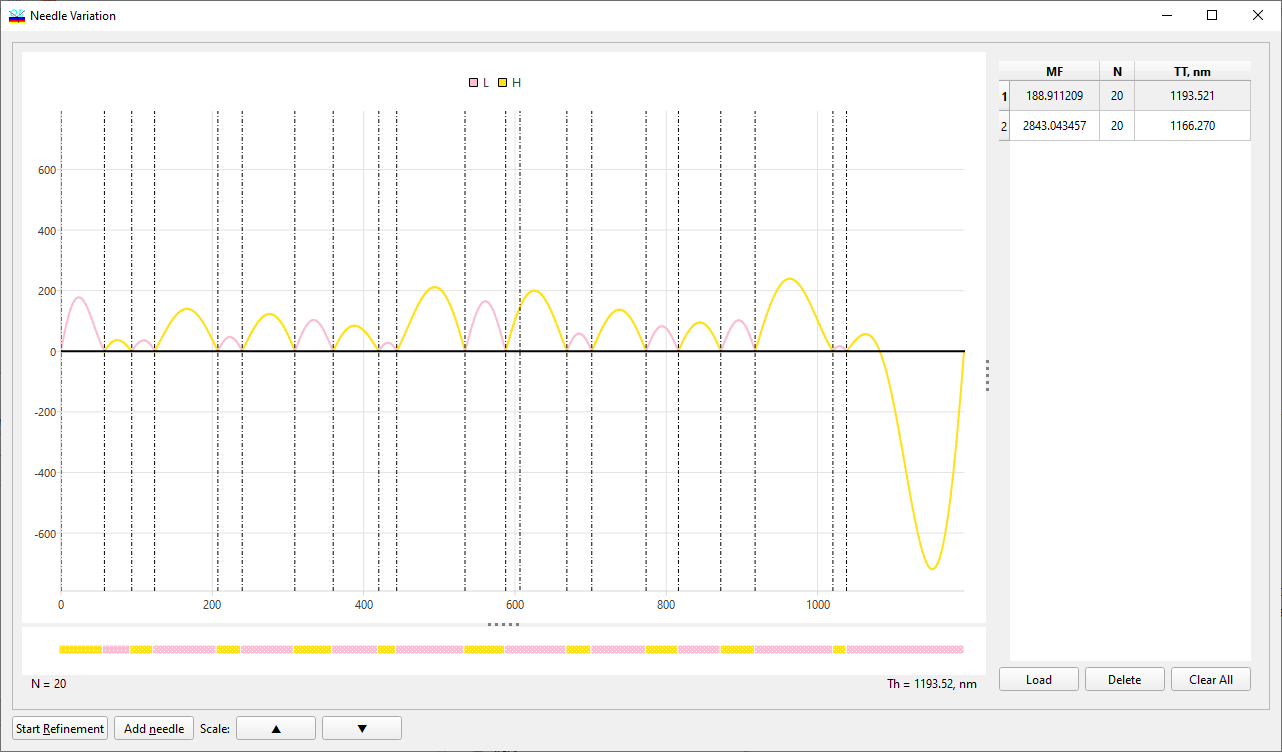 Needle Variation
L H
600
400
200
0
-200
-400
-600
0 200 400 600 800 1000
N = 20
Th = 1193.52, nm
MF N TT, nm
1 188.911209 20 1193.521
2 2843.043457 20 1166.270
Load Delete Clear All
Start Refinement Add needle Scale: ▲ ▼